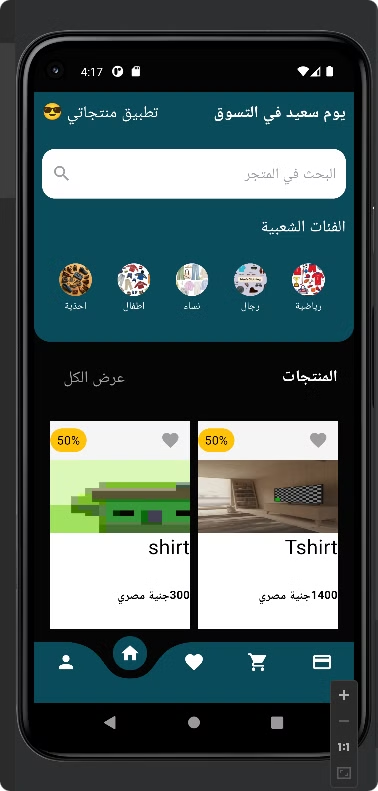 4:17
يوم سعيد في التسوق
تطبيق منتجاتي 😎
البحث في المتجر
الفئات الشعبية
رياضية
رجال
نساء
اطفال
احذية
المنتجات
عرض الكل
50%
50%
Tshirt
shirt
1400جنية مصري
300جنية مصري
1:1